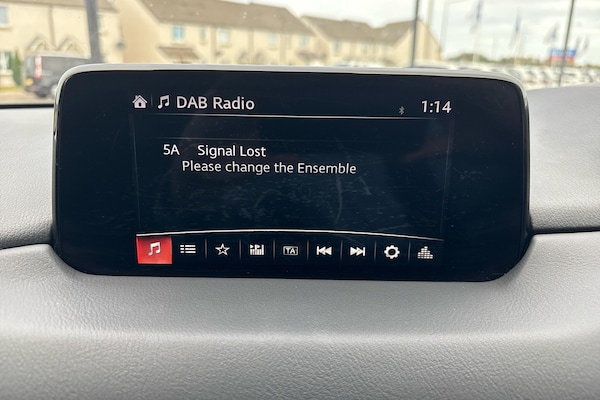 DAB Radio
1:14
5A Signal Lost
Please change the Ensemble
TA